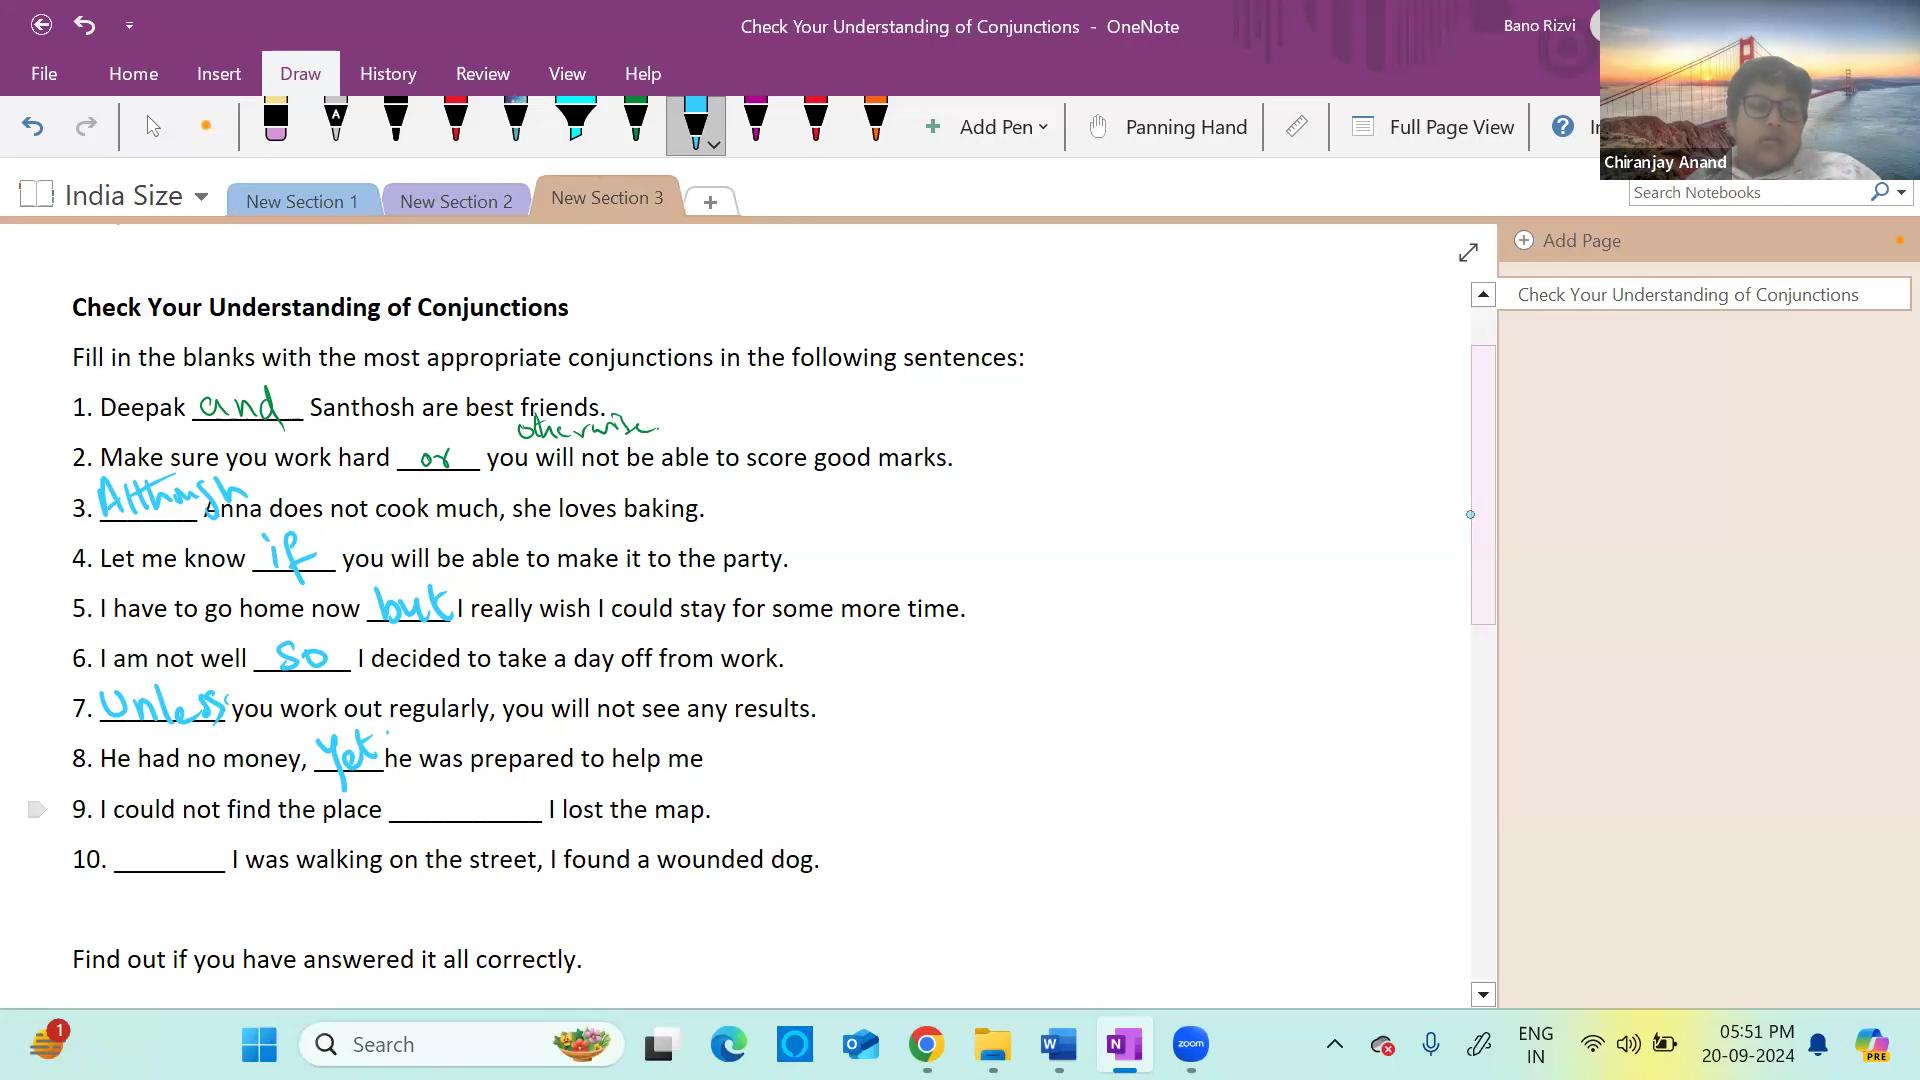 Check Your Understanding of Conjunctions - OneNote
Bano Rizvi
File Home Insert Draw History Review View Help
A
Add Pen Panning Hand Full Page View
Chiranjay Anand
India Size New Section 1 New Section 2 New Section 3
Search Notebooks
Add Page
Check Your Understanding of Conjunctions
Check Your Understanding of Conjunctions
Fill in the blanks with the most appropriate conjunctions in the following sentences:
1. Deepak and Santhosh are best friends.
otherwise
2. Make sure you work hard or you will not be able to score good marks.
3. Although Anna does not cook much, she loves baking.
4. Let me know if you will be able to make it to the party.
5. I have to go home now but I really wish I could stay for some more time.
6. I am not well so I decided to take a day off from work.
7. Unless you work out regularly, you will not see any results.
8. He had no money, yet he was prepared to help me
9. I could not find the place ___________ I lost the map.
10. ________ I was walking on the street, I found a wounded dog.
Find out if you have answered it all correctly.
1
Search
zoom
ENG
IN
05:51 PM
20-09-2024
PRE